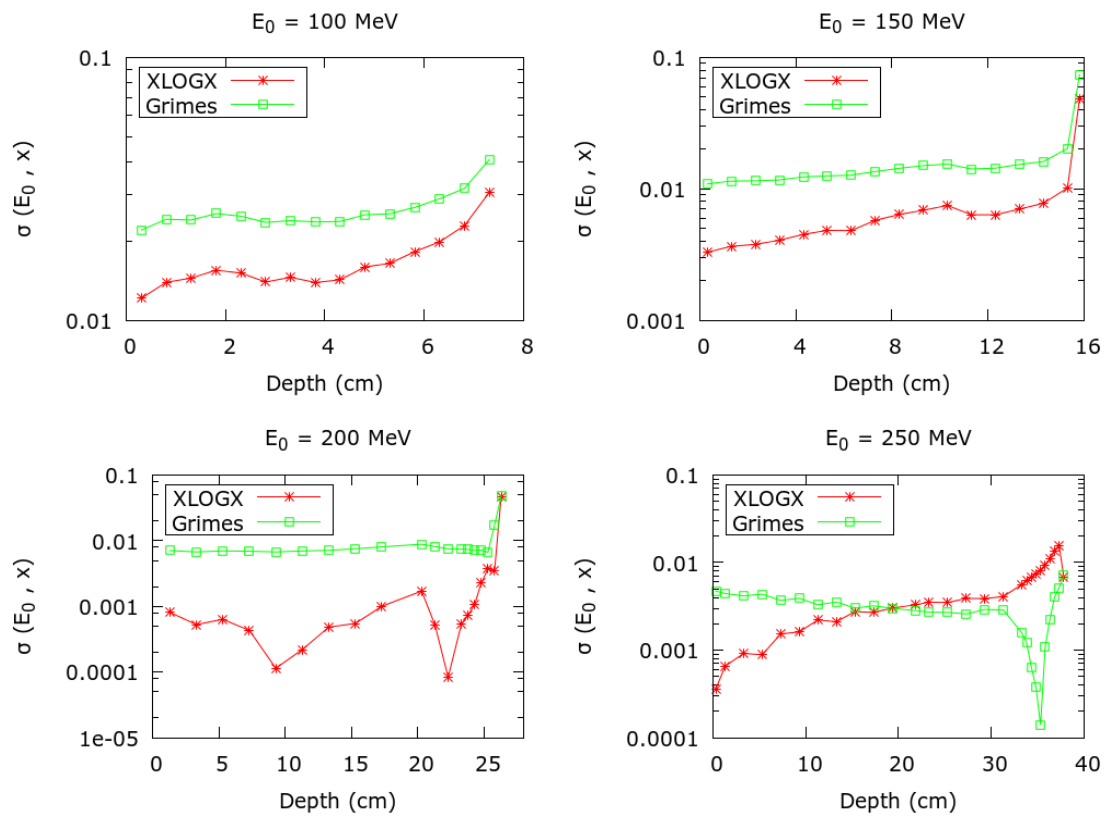 E0 = 100 MeV
0.1
XLOGX
Grimes
σ (E0 , x)
0.01
0 2 4 6 8
Depth (cm)
E0 = 150 MeV
0.1
XLOGX
Grimes
0.01
σ (E0 , x)
0.001
0 4 8 12 16
Depth (cm)
E0 = 200 MeV
0.1
XLOGX
Grimes
0.01
σ (E0 , x)
0.001
0.0001
1e-05
0 5 10 15 20 25
Depth (cm)
E0 = 250 MeV
0.1
XLOGX
Grimes
0.01
σ (E0 , x)
0.001
0.0001
0 10 20 30 40
Depth (cm)